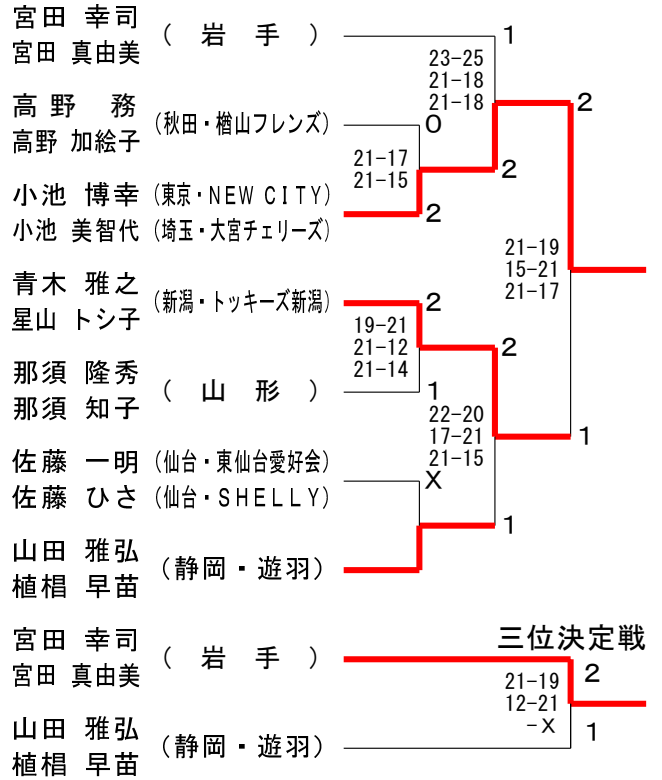 宮田 幸司
宮田 真由美
( 岩 手 )
1
23-25
21-18
21-18
2
高野 務
高野 加絵子
(秋田・楢山フレンズ)
0
21-17
21-15
2
小池 博幸 (東京・NEW CITY)
小池 美智代 (埼玉・大宮チェリーズ)
2
21-19
15-21
21-17
青木 雅之
星山 トシ子
(新潟・トッキーズ新潟)
2
19-21
21-12
21-14
2
那須 隆秀
那須 知子
( 山 形 )
1
22-20
17-21
21-15
1
佐藤 一明 (仙台・東仙台愛好会)
佐藤 ひさ (仙台・SHELLY)
X
1
山田 雅弘
植椙 早苗
(静岡・遊羽)
三位決定戦
宮田 幸司
宮田 真由美
( 岩 手 )
2
21-19
12-21
-X
1
山田 雅弘
植椙 早苗
(静岡・遊羽)